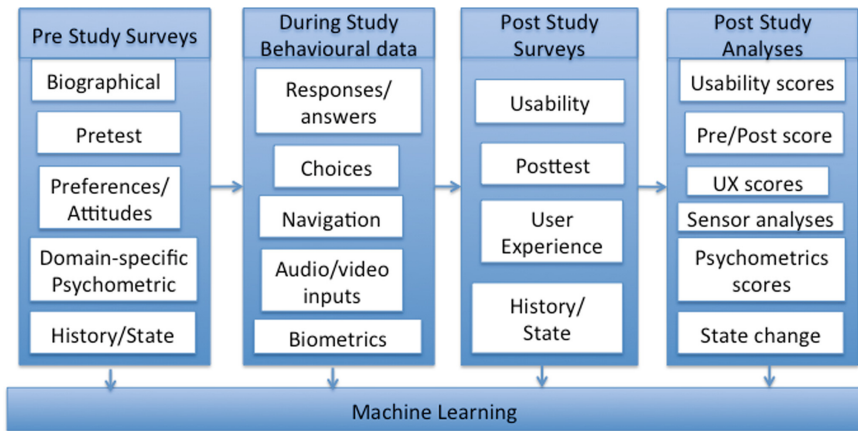 Pre Study Surveys
Biographical
Pretest
Preferences/
Attitudes
Domain-specific
Psychometric
History/State
During Study
Behavioural data
Responses/
answers
Choices
Navigation
Audio/video
inputs
Biometrics
Post Study
Surveys
Usability
Posttest
User
Experience
History/
State
Post Study
Analyses
Usability scores
Pre/Post score
UX scores
Sensor analyses
Psychometrics
scores
State change
Machine Learning